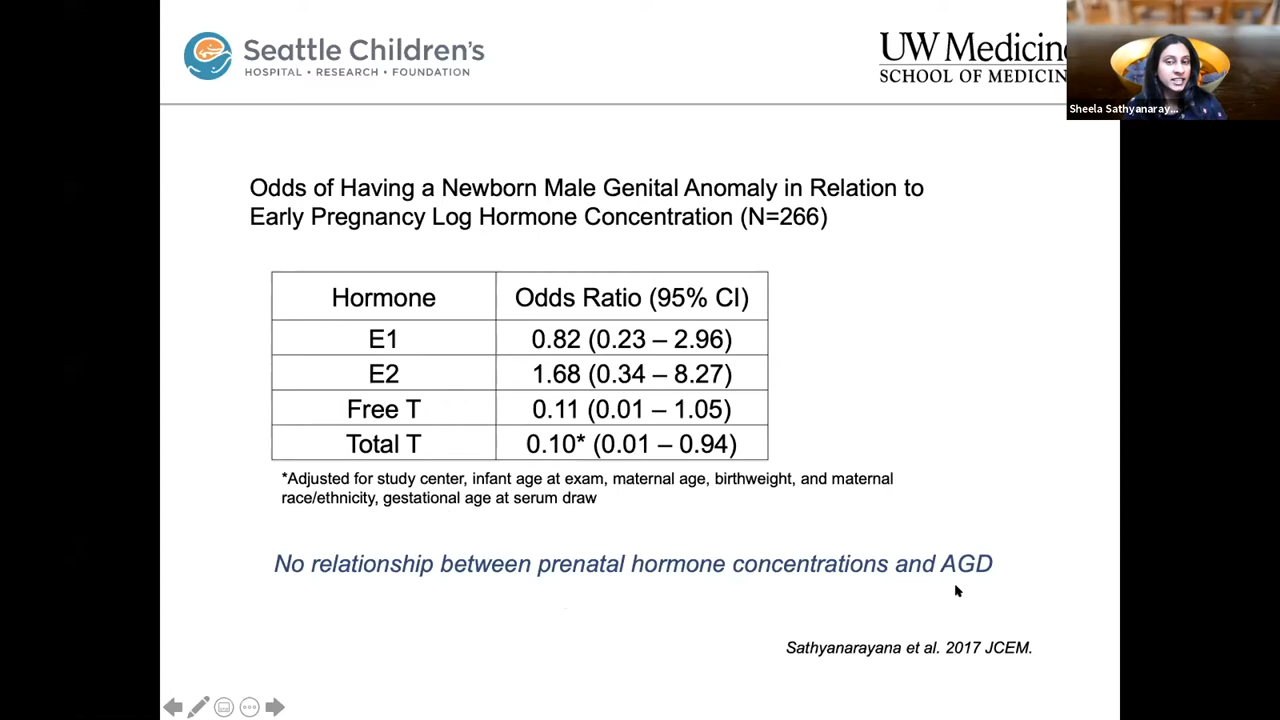 Seattle Children's
HOSPITAL • RESEARCH • FOUNDATION
UW Medicine
SCHOOL OF MEDICIN
Sheela Sathyanaray...
Odds of Having a Newborn Male Genital Anomaly in Relation to
Early Pregnancy Log Hormone Concentration (N=266)
Hormone Odds Ratio (95% CI)
E1 0.82 (0.23 – 2.96)
E2 1.68 (0.34 – 8.27)
Free T 0.11 (0.01 – 1.05)
Total T 0.10* (0.01 – 0.94)
*Adjusted for study center, infant age at exam, maternal age, birthweight, and maternal
race/ethnicity, gestational age at serum draw
No relationship between prenatal hormone concentrations and AGD
Sathyanarayana et al. 2017 JCEM.